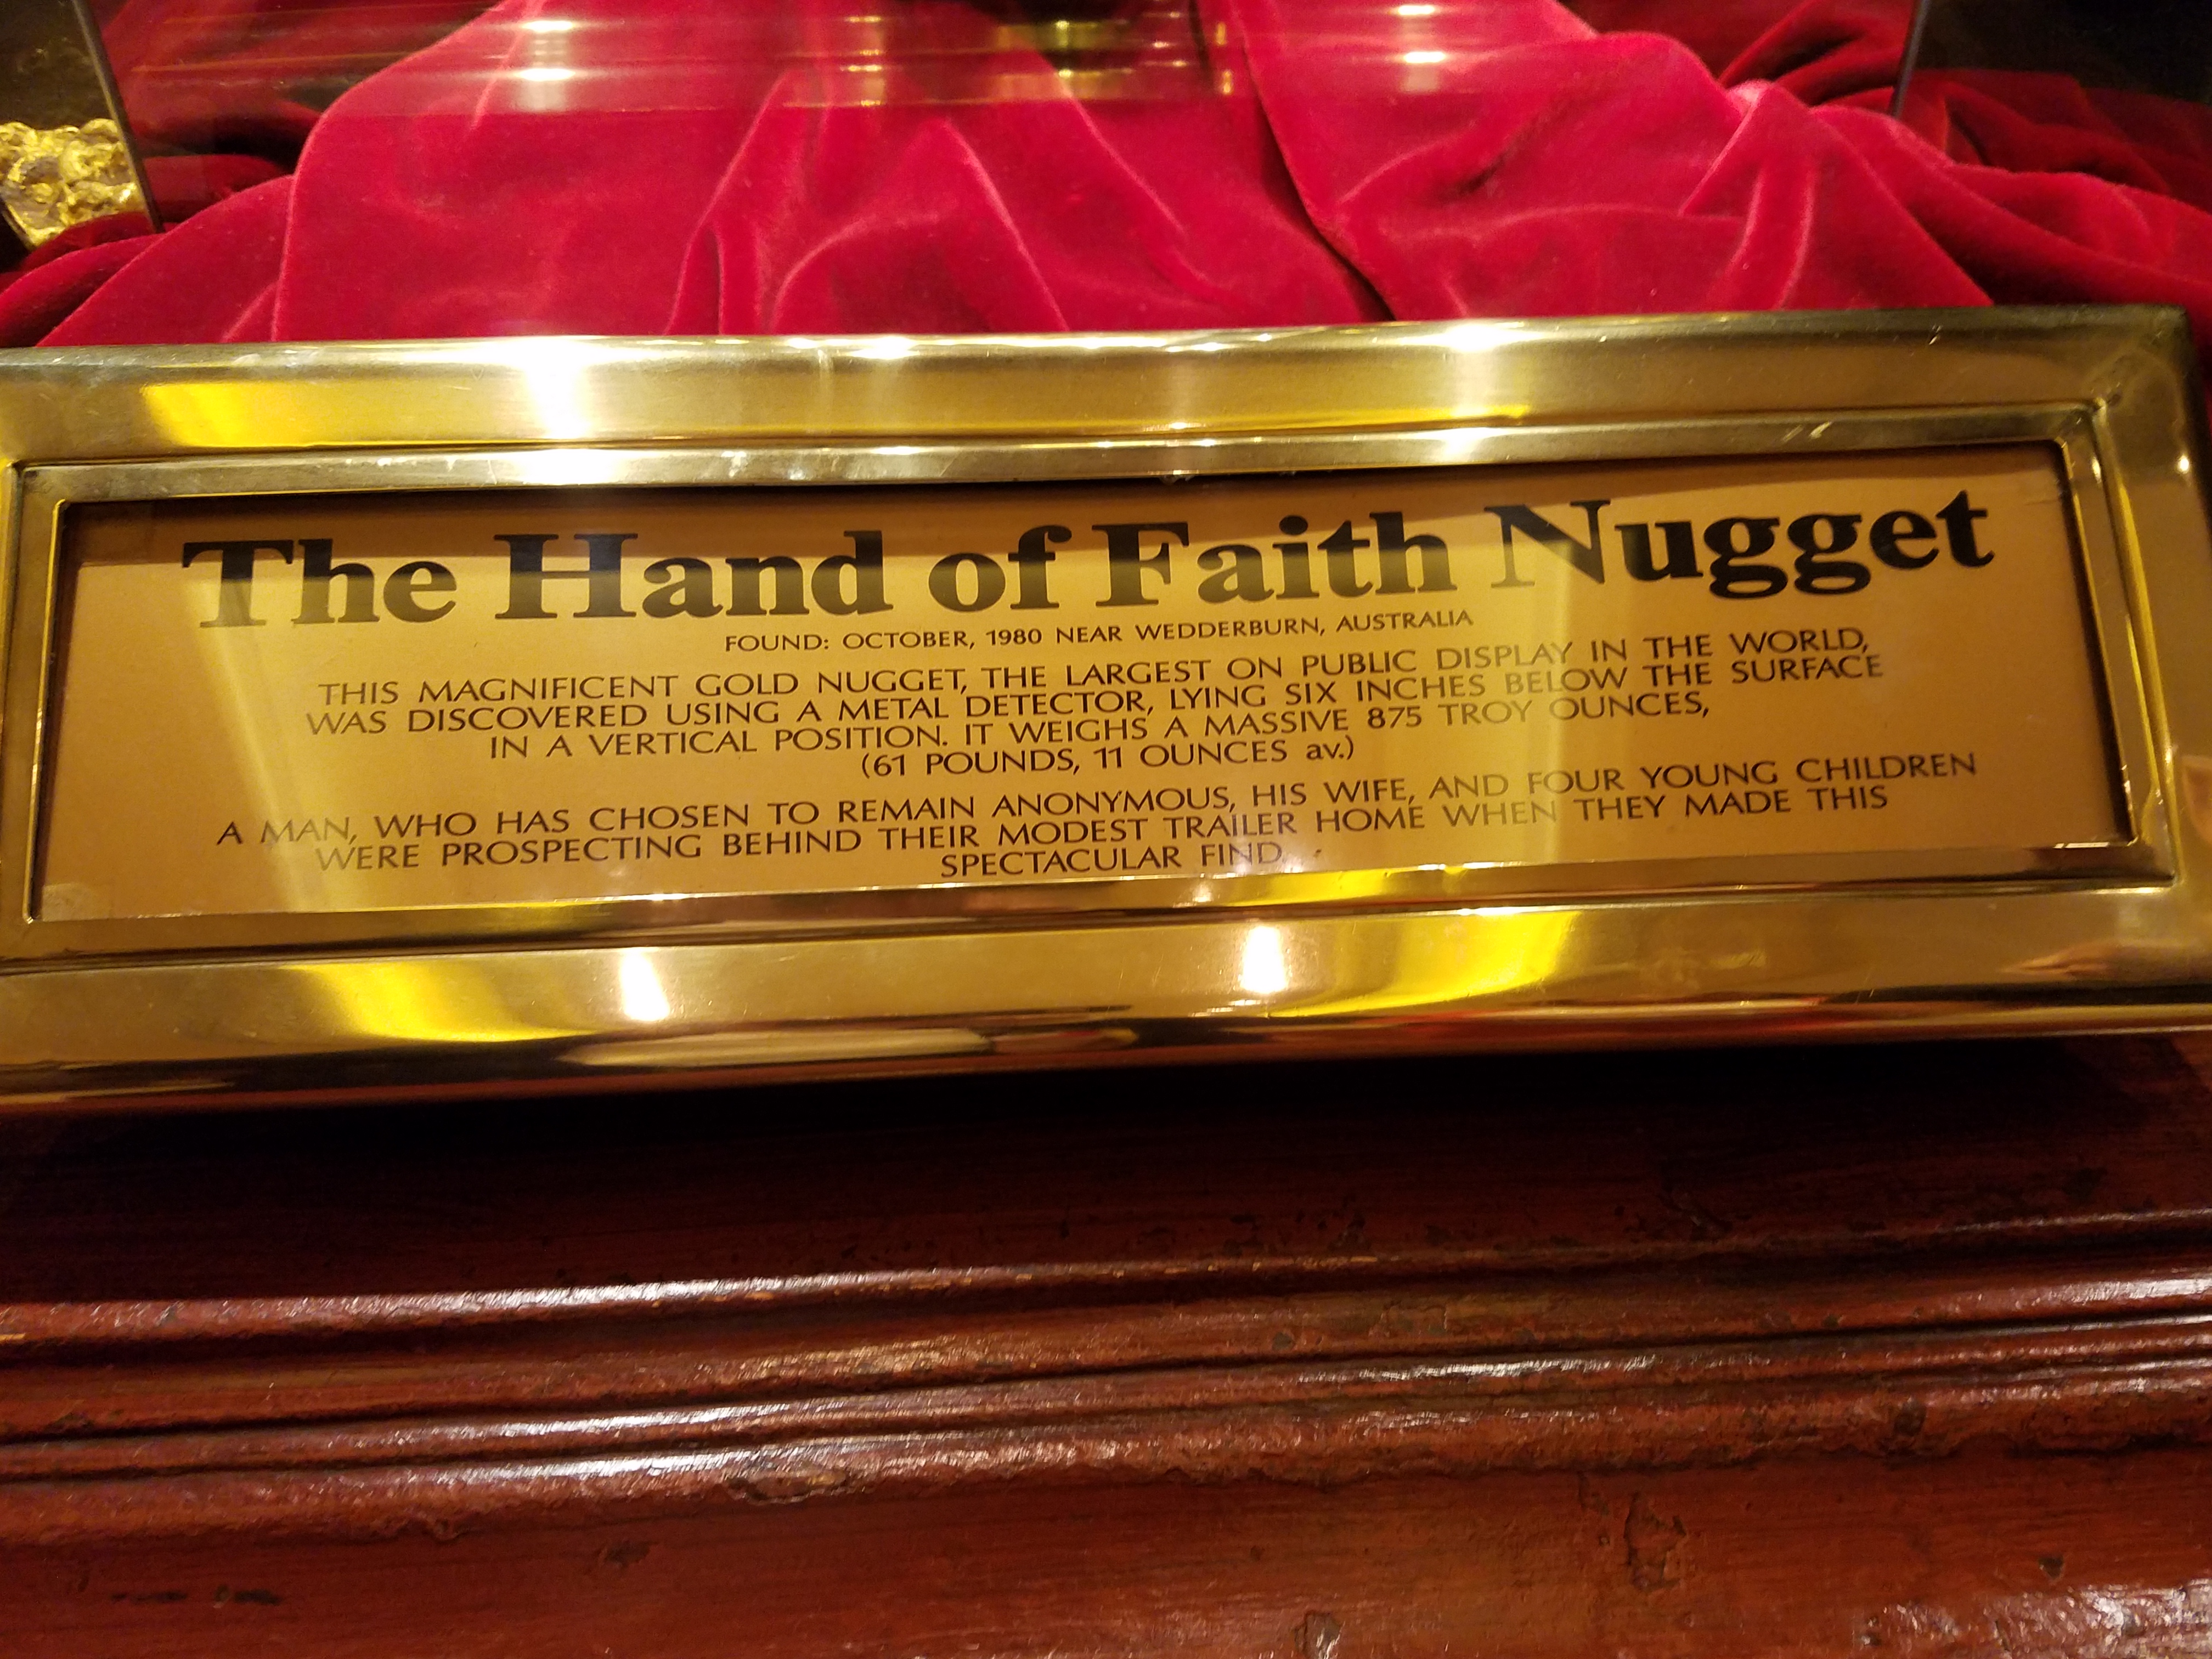 The Hand of Faith Nugget
FOUND: OCTOBER, 1980 NEAR WEDDERBURN, AUSTRALIA
THIS MAGNIFICENT GOLD NUGGET, THE LARGEST ON PUBLIC DISPLAY IN THE WORLD,
WAS DISCOVERED USING A METAL DETECTOR, LYING SIX INCHES BELOW THE SURFACE
IN A VERTICAL POSITION. IT WEIGHS A MASSIVE 875 TROY OUNCES,
(61 POUNDS, 11 OUNCES av.)
A MAN, WHO HAS CHOSEN TO REMAIN ANONYMOUS, HIS WIFE, AND FOUR YOUNG CHILDREN
WERE PROSPECTING BEHIND THEIR MODEST TRAILER HOME WHEN THEY MADE THIS
SPECTACULAR FIND.